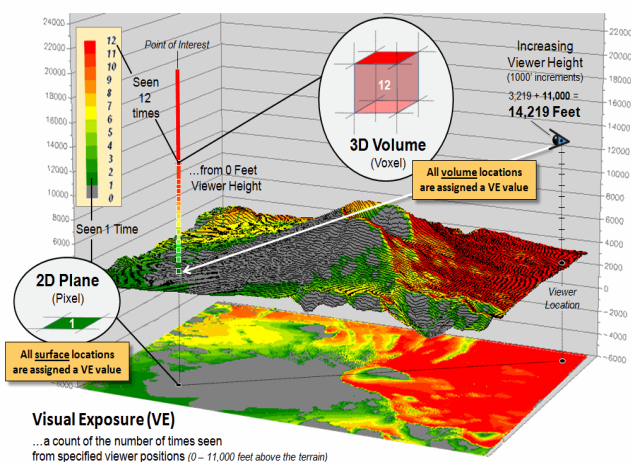 24000
22000
20000
18000
16000
14000
12000
10000
8000
6000
12
11
10
9
8
7
6
5
4
3
2
1
0
Point of Interest
Seen
12
times
…from 0 Feet
Viewer Height
Seen 1 Time
12
3D Volume
(Voxel)
Increasing
Viewer Height
(1000' increments)
3,219 + 11,000 =
14,219 Feet
All volume locations
are assigned a VE value
22000
20000
18000
16000
14000
12000
10000
8000
6000
4000
2000
0
-2000
-4000
-6000
Viewer
Location
2D Plane
(Pixel)
1
All surface locations
are assigned a VE value
Visual Exposure (VE)
…a count of the number of times seen
from specified viewer positions (0 – 11,000 feet above the terrain)